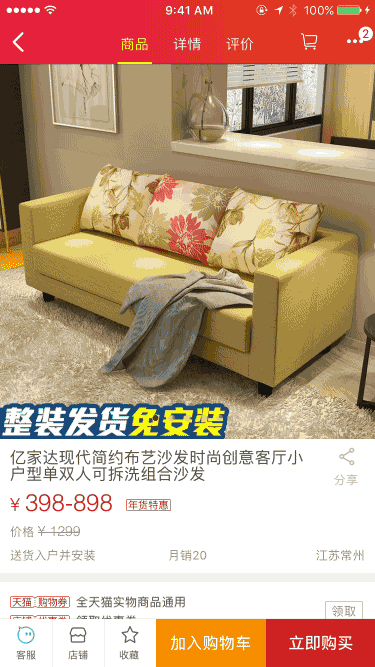 9:41 AM
100%
商品
详情
评价
2
整装发货免安装
亿家达现代简约布艺沙发时尚创意客厅小
户型单双人可拆洗组合沙发
分享
¥ 398-898 年货特惠
价格 ¥ 1299
送货入户并安装
月销20
江苏常州
天猫 购物券 全天猫实物商品通用
领取
天猫 优惠券 领取优惠券
客服
店铺
收藏
加入购物车
立即购买